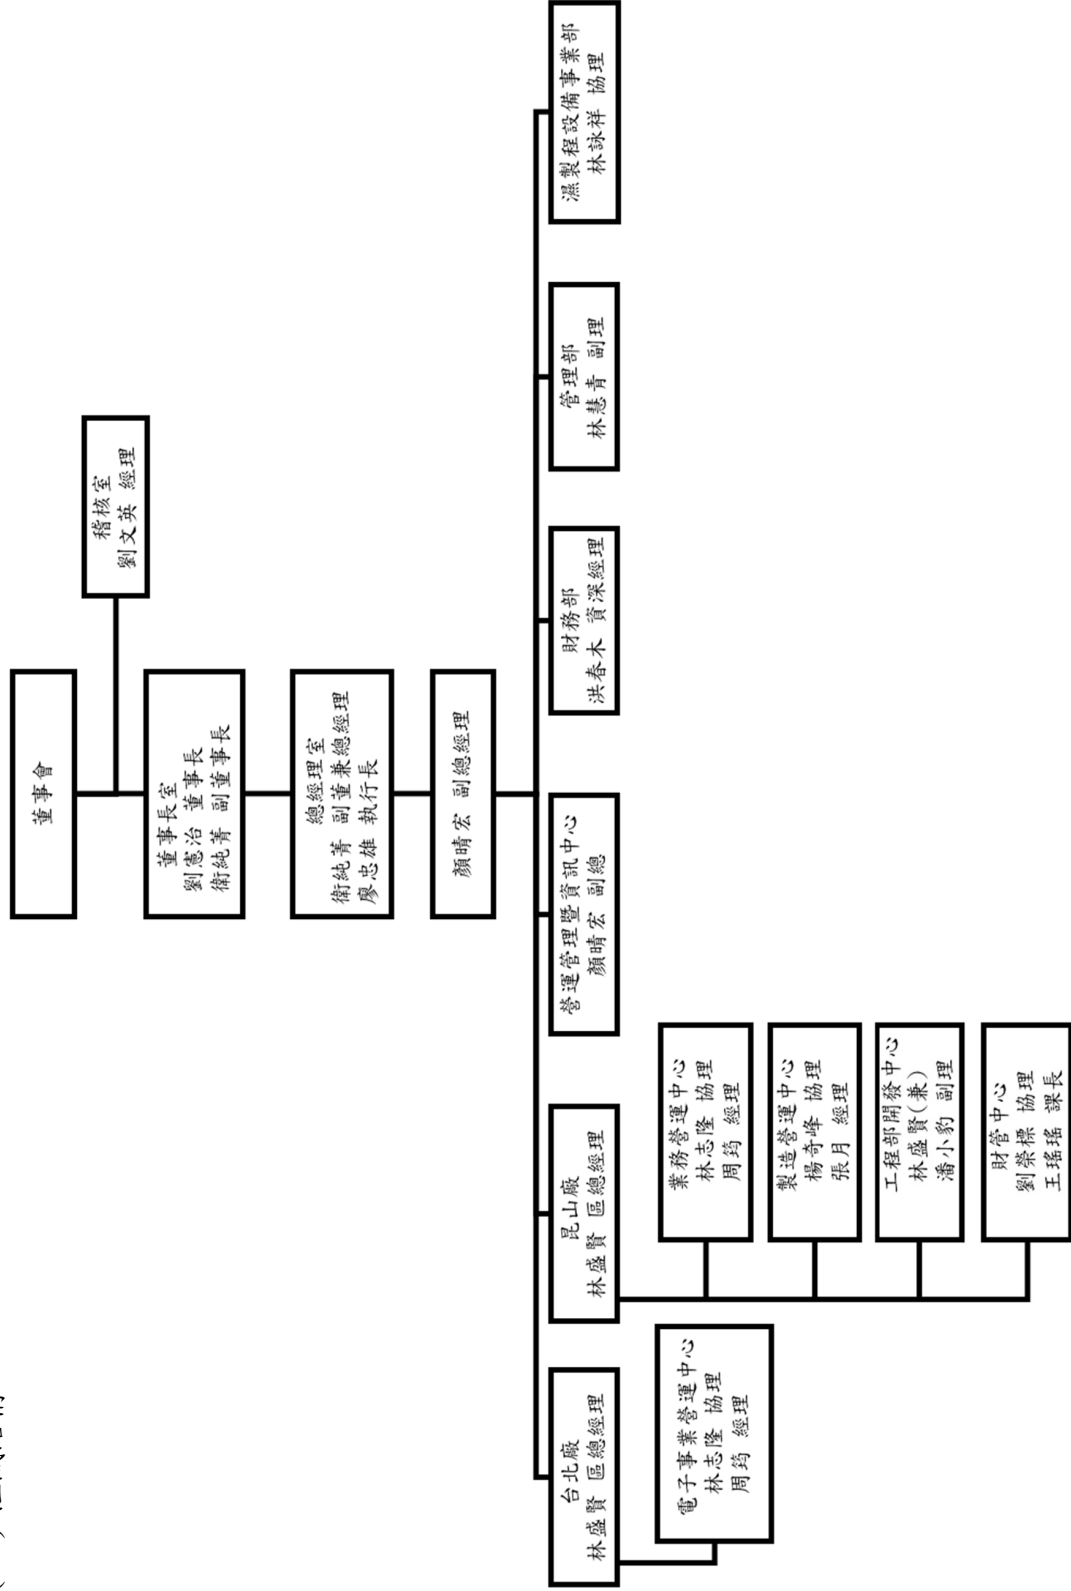 董事會
稽核室
劉文英 經理
董事長室
劉憲治 董事長
衛純菁 副董事長
總經理室
衛純菁 副董兼總經理
廖忠雄 執行長
顏晴宏 副總經理
台北廠
林盛賢 區總經理
昆山廠
林盛賢 區總經理
營運管理暨資訊中心
顏晴宏 副總
財務部
洪春木 資深經理
管理部
林慧青 副理
濕製程設備事業部
林詠祥 協理
電子事業營運中心
林志隆 協理
周筠 經理
業務營運中心
林志隆 協理
周筠 經理
製造營運中心
楊奇峰 協理
張月 經理
工程部開發中心
林盛賢(兼)
潘小豹 副理
財管中心
劉榮標 協理
王瑤瑤 課長